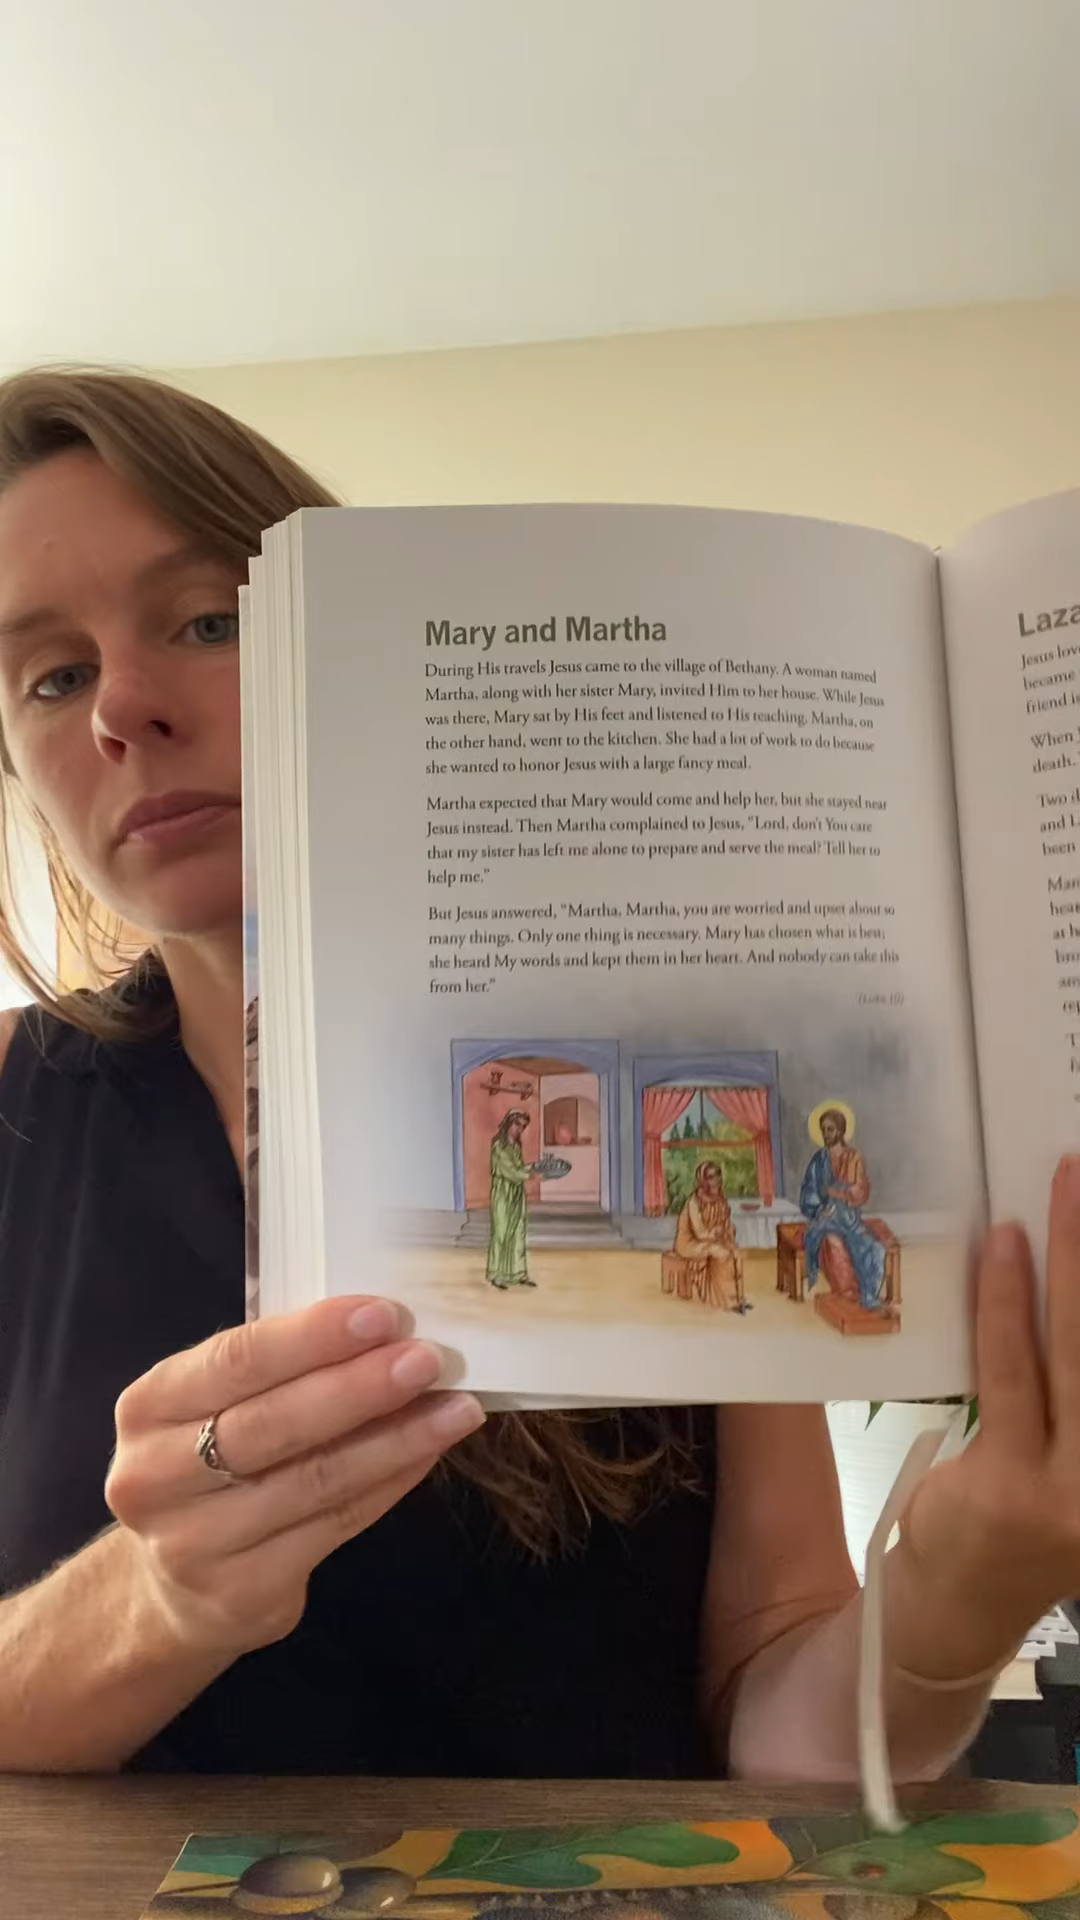 Mary and Martha
During His travels Jesus came to the village of Bethany. A woman named
Martha, along with her sister Mary, invited Him to her house. While Jesus
was there, Mary sat by His feet and listened to His teaching. Martha, on
the other hand, went to the kitchen. She had a lot of work to do because
she wanted to honor Jesus with a large fancy meal.
Martha expected that Mary would come and help her, but she stayed near
Jesus instead. Then Martha complained to Jesus, "Lord, don't You care
that my sister has left me alone to prepare and serve the meal? Tell her to
help me."
But Jesus answered, "Martha, Martha, you are worried and upset about so
many things. Only one thing is necessary. Mary has chosen what is best;
she heard My words and kept them in her heart. And nobody can take this
from her."
(Luke 10)
Laza
Jesus lov
became
friend is
When J
death.
Two d
and L
been
Mar
hear
at h
bro
am
rep
T